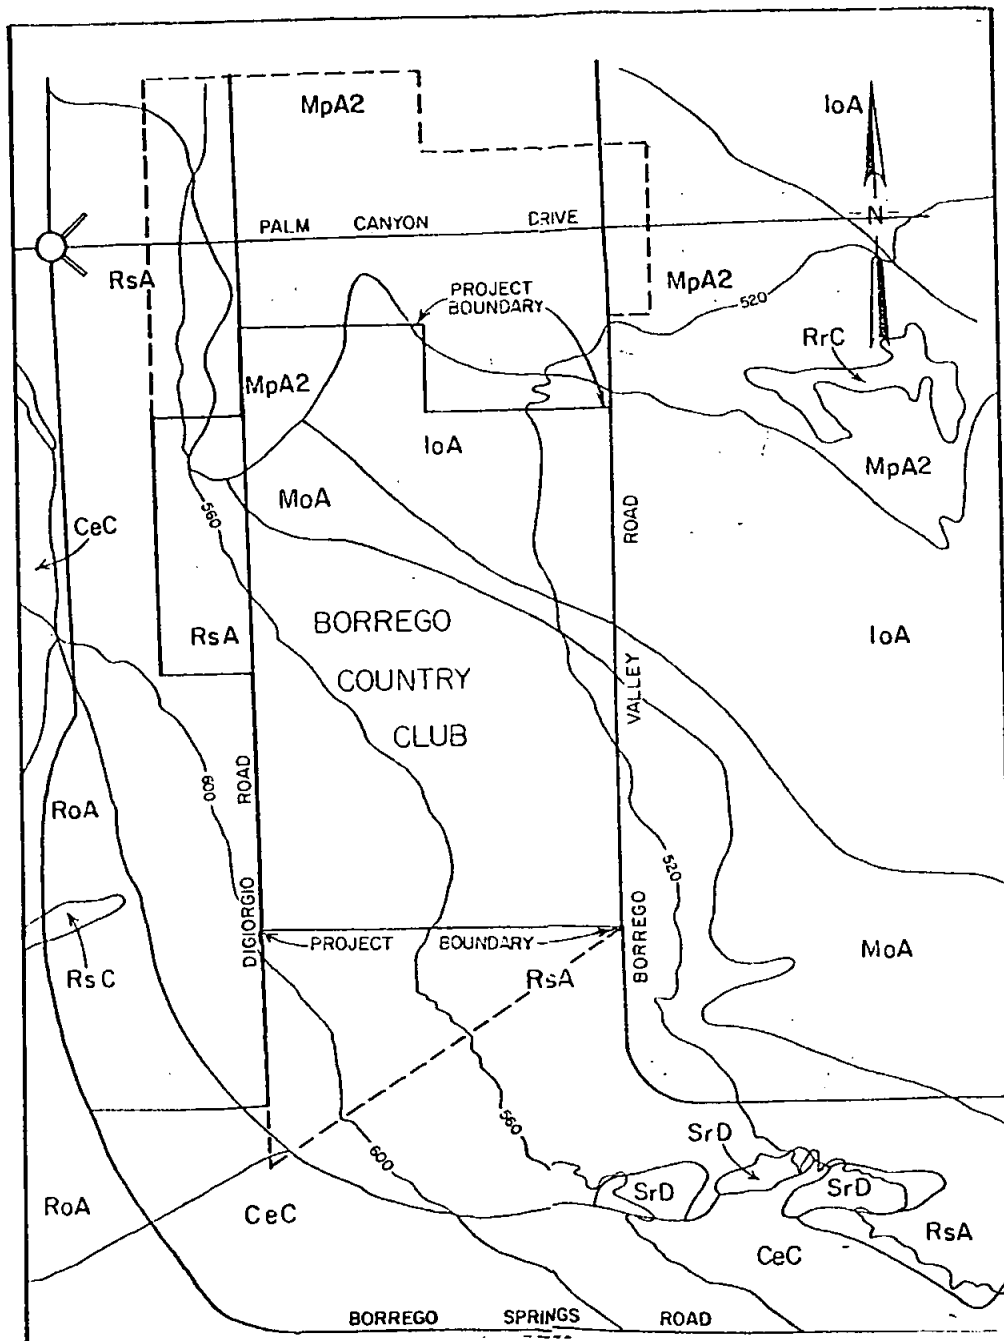 MpA2
IoA
N
PALM CANYON DRIVE
RsA
PROJECT
BOUNDARY
MpA2
520
RrC
MpA2
IoA
MpA2
MoA
560
ROAD
CeC
RsA
BORREGO
COUNTRY
CLUB
IoA
VALLEY
600
ROAD
RoA
520
DIGIORGIO
BORREGO
PROJECT BOUNDARY
MoA
RsC
RsA
560
600
SrD
SrD
SrD
RoA
CeC
RsA
CeC
BORREGO SPRINGS ROAD